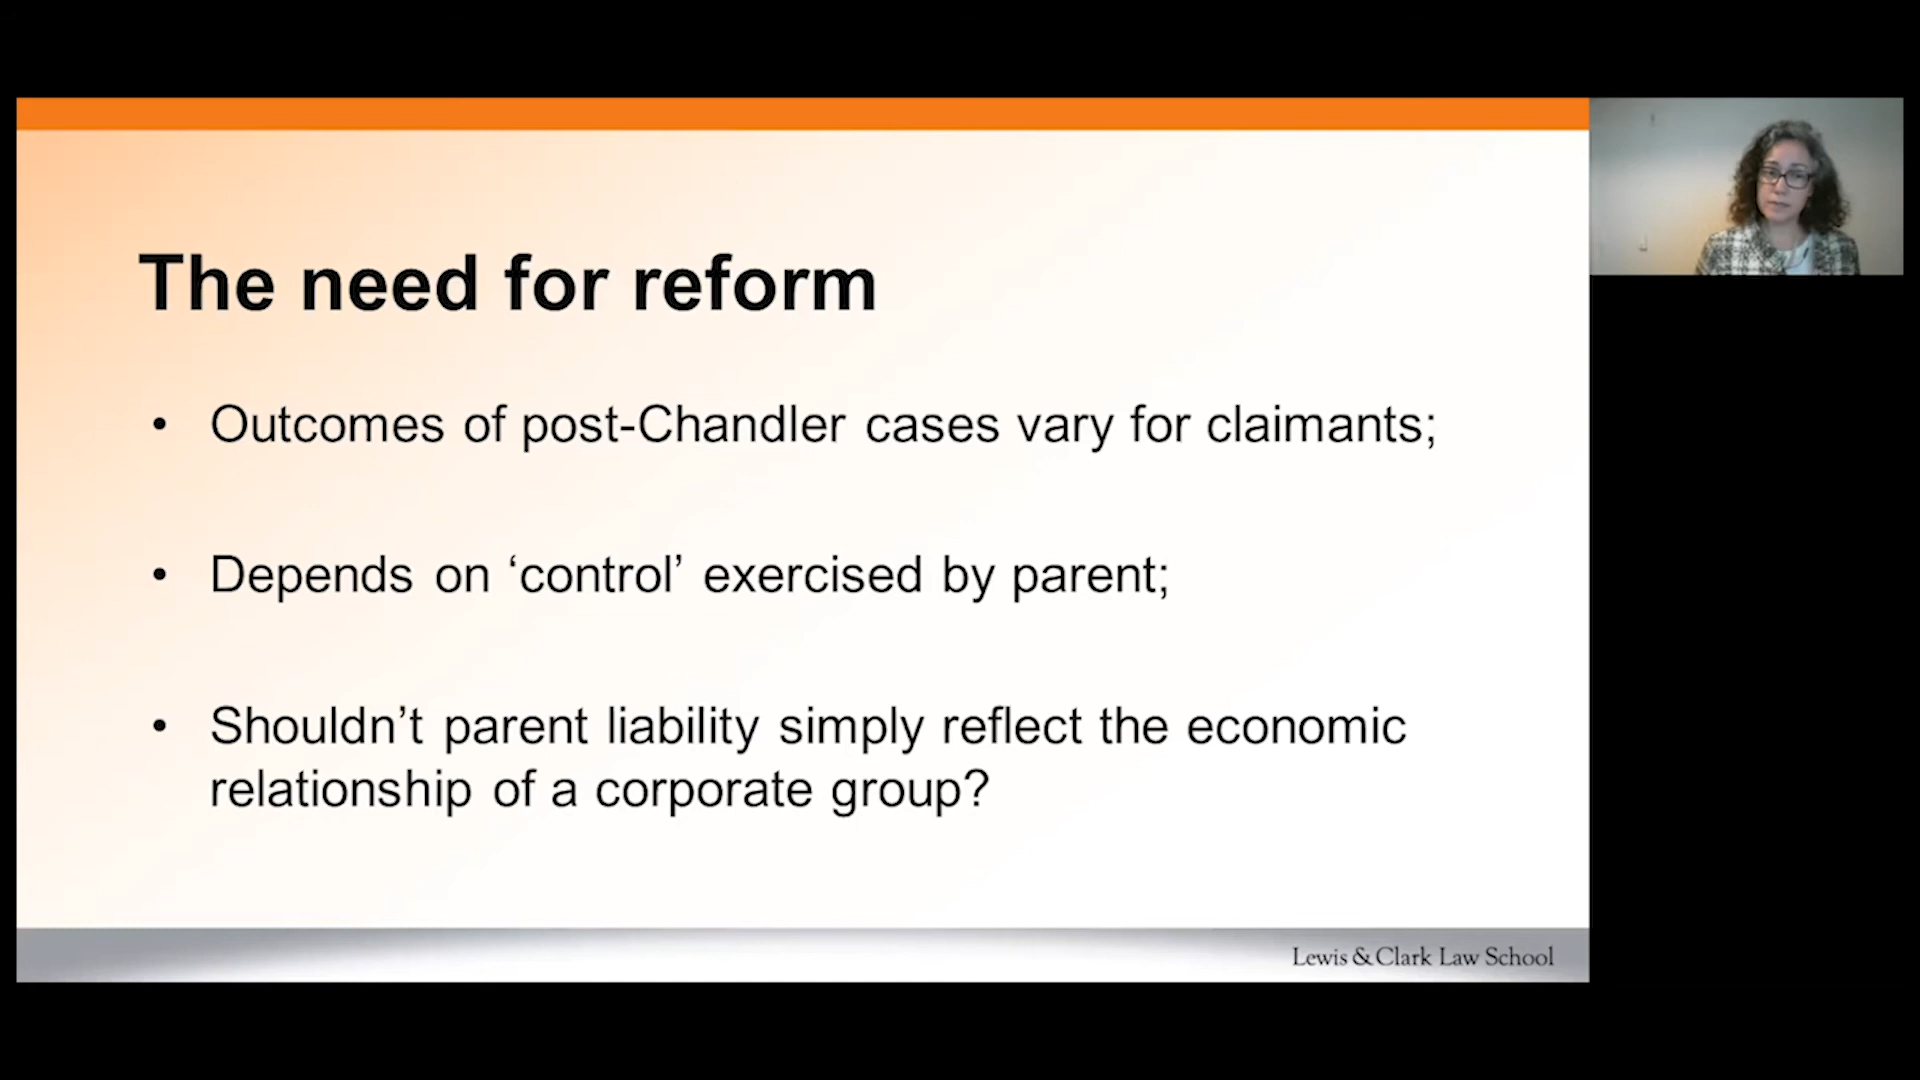 The need for reform
• Outcomes of post-Chandler cases vary for claimants;
• Depends on ‘control’ exercised by parent;
• Shouldn’t parent liability simply reflect the economic
relationship of a corporate group?
Lewis & Clark Law School